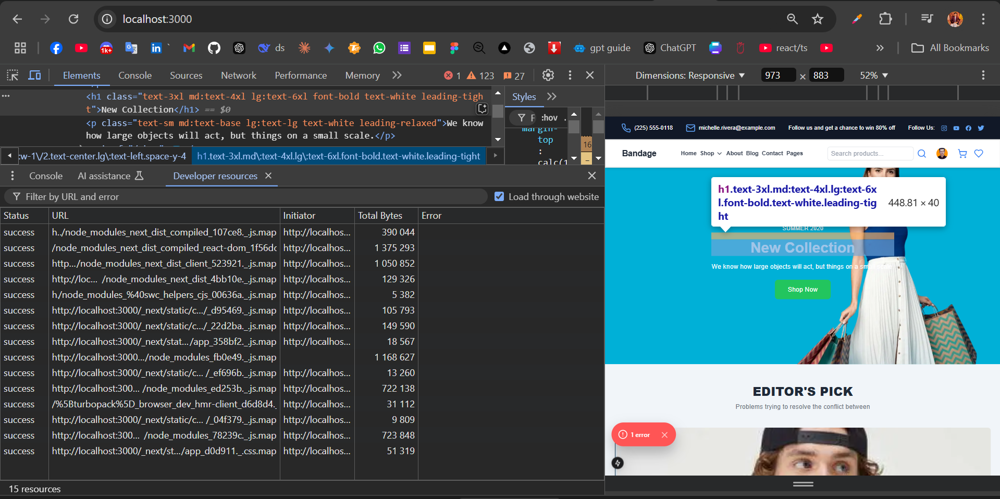 localhost:3000
1k+
ds
gpt guide
ChatGPT
react/ts
All Bookmarks
Elements
Console
Sources
Network
Performance
Memory
1
123
27
Dimensions: Responsive
973
×
883
52%
<h1 class="text-3xl md:text-4xl lg:text-6xl font-bold text-white leading-tigh
t">New Collection</h1> == $0
<p class="text-sm md:text-base lg:text-lg text-white leading-relaxed">We know
how large objects will act, but things on a small scale.</p>
Styles
F
:hov
.
margin-
top
:
calc(1
16
–
:w-1\/2.text-center.lg\:text-left.space-y-4
h1.text-3xl.md\:text-4xl.lg\:text-6xl.font-bold.text-white.leading-tight
Console
AI assistance
Developer resources
Filter by URL and error
Load through website
Status URL Initiator Total Bytes Error
success h../node_modules_next_dist_compiled_107ce8._.js.map http://localhos... 390 044
success /node_modules_next_dist_compiled_react-dom_1f56dc http://localhos... 1 375 293
success http.../node_modules_next_dist_client_523921._.js.map http://localhos... 1 050 852
success http://loc... /node_modules_next_dist_4bb10e._.js.map http://localhos... 129 326
success h/node_modules_%40swc_helpers_cjs_00636a._.js.map http://localhos... 5 382
success http://localhost:3000/_next/static/c.../_d95469._.js.map http://localhos... 105 793
success http://localhost:3000/_next/static/c.../_22d2ba._.js.map http://localhos... 149 590
success http://localhost:3000/_next/stat.../app_358bf2._.js.map http://localhos... 18 567
success http://localhost:3000.../node_modules_fb0e49._.js.map 1 168 627
success http://localhost:3000/_next/static/c... /_ef696b._.js.map http://localhos... 13 260
success http://localhost:300... /node_modules_ed253b._.js.map http://localhos... 722 138
success /%5Bturbopack%5D_browser_dev_hmr-client_d6d8d4._ http://localhos... 31 112
success http://localhost:3000/_next/static/c... /_04f379._.js.map http://localhos... 9 809
success http://localhost:300... /node_modules_78239c._.js.map http://localhos... 723 848
success http://localhost:3000/_next/st.../app_d0d911._.css.map http://localhos... 51 319
15 resources
(225) 555-0118
michelle.rivera@example.com
Follow us and get a chance to win 80% off
Follow Us:
Bandage
Home Shop About Blog Contact Pages
Search products...
h1.text-3xl.md:text-4xl.lg:text-6x
l.font-bold.text-white.leading-tig
ht
448.81 × 40
SUMMER 2020
New Collection
We know how large objects will act, but things on a small scale.
Shop Now
EDITOR'S PICK
Problems trying to resolve the conflict between
1 error